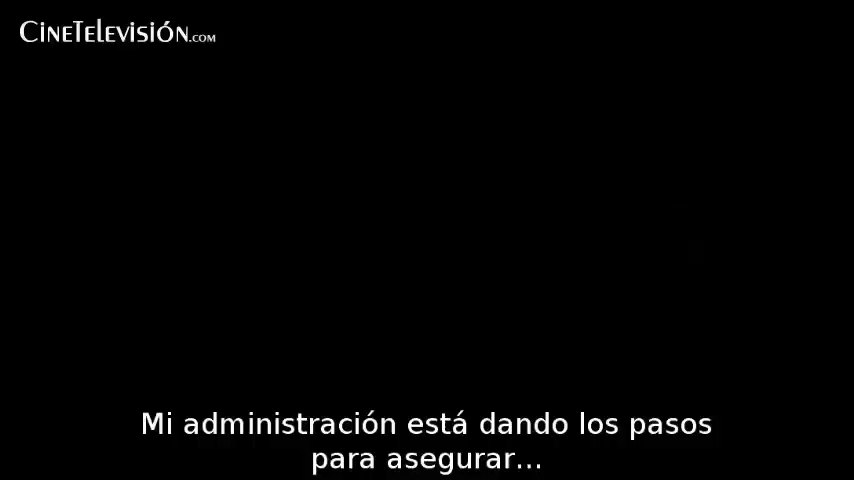 CINETELEVISIÓN.COM
Mi administración está dando los pasos
para asegurar...